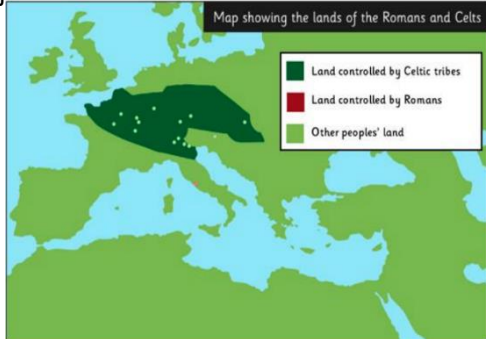 Map showing the lands of the Romans and Celts
Land controlled by Celtic tribes
Land controlled by Romans
Other peoples' land